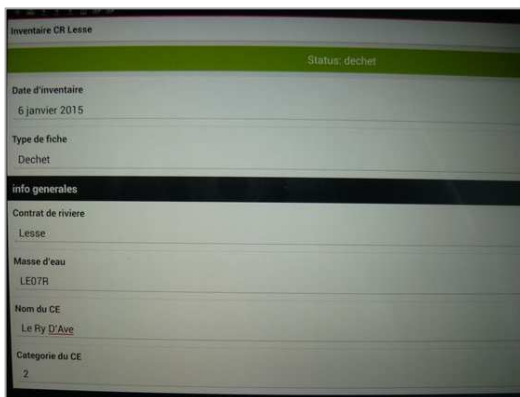 Inventaire CR Lesse
Status: dechet
Date d'inventaire
6 janvier 2015
Type de fiche
Dechet
info generales
Contrat de riviere
Lesse
Masse d'eau
LE07R
Nom du CE
Le Ry D'Ave
Categorie du CE
2